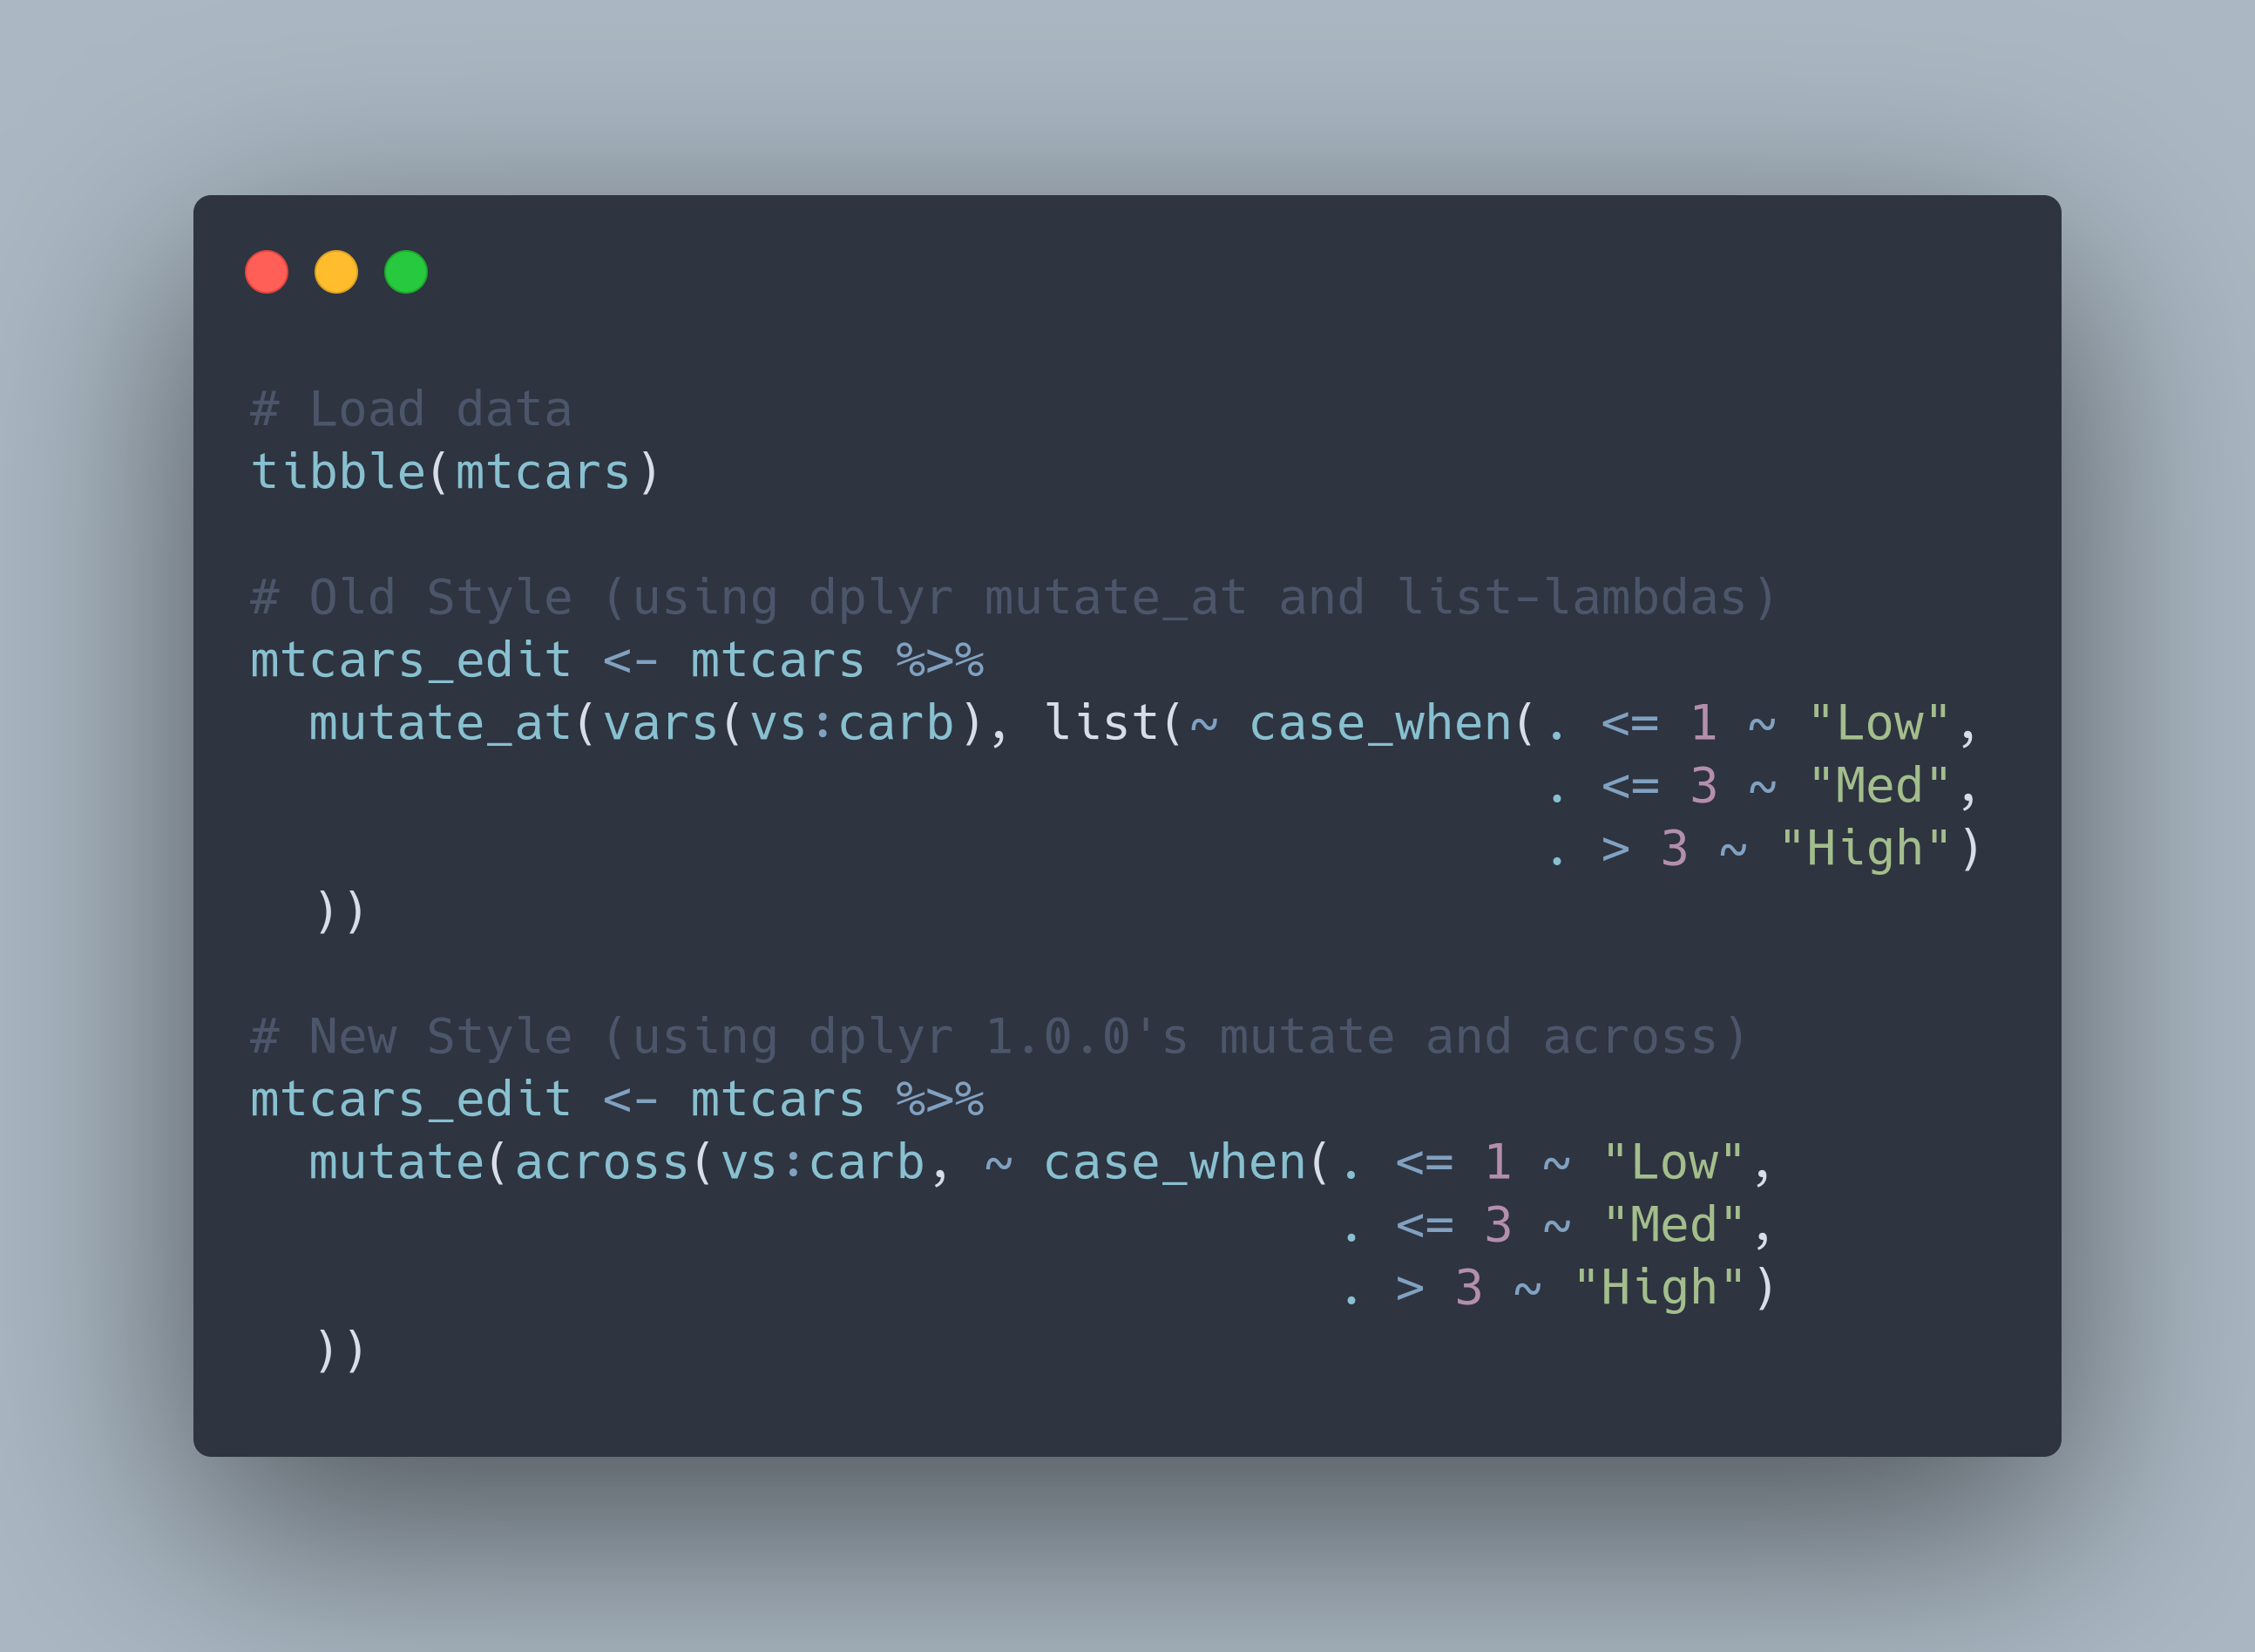 # Load data
tibble(mtcars)
# Old Style (using dplyr mutate_at and list-lambdas)
mtcars_edit <- mtcars %>%
  mutate_at(vars(vs:carb), list(~ case_when(. <= 1 ~ "Low",
                                            . <= 3 ~ "Med",
                                            . > 3 ~ "High")
  ))
# New Style (using dplyr 1.0.0's mutate and across)
mtcars_edit <- mtcars %>%
  mutate(across(vs:carb, ~ case_when(. <= 1 ~ "Low",
                                     . <= 3 ~ "Med",
                                     . > 3 ~ "High")
  ))